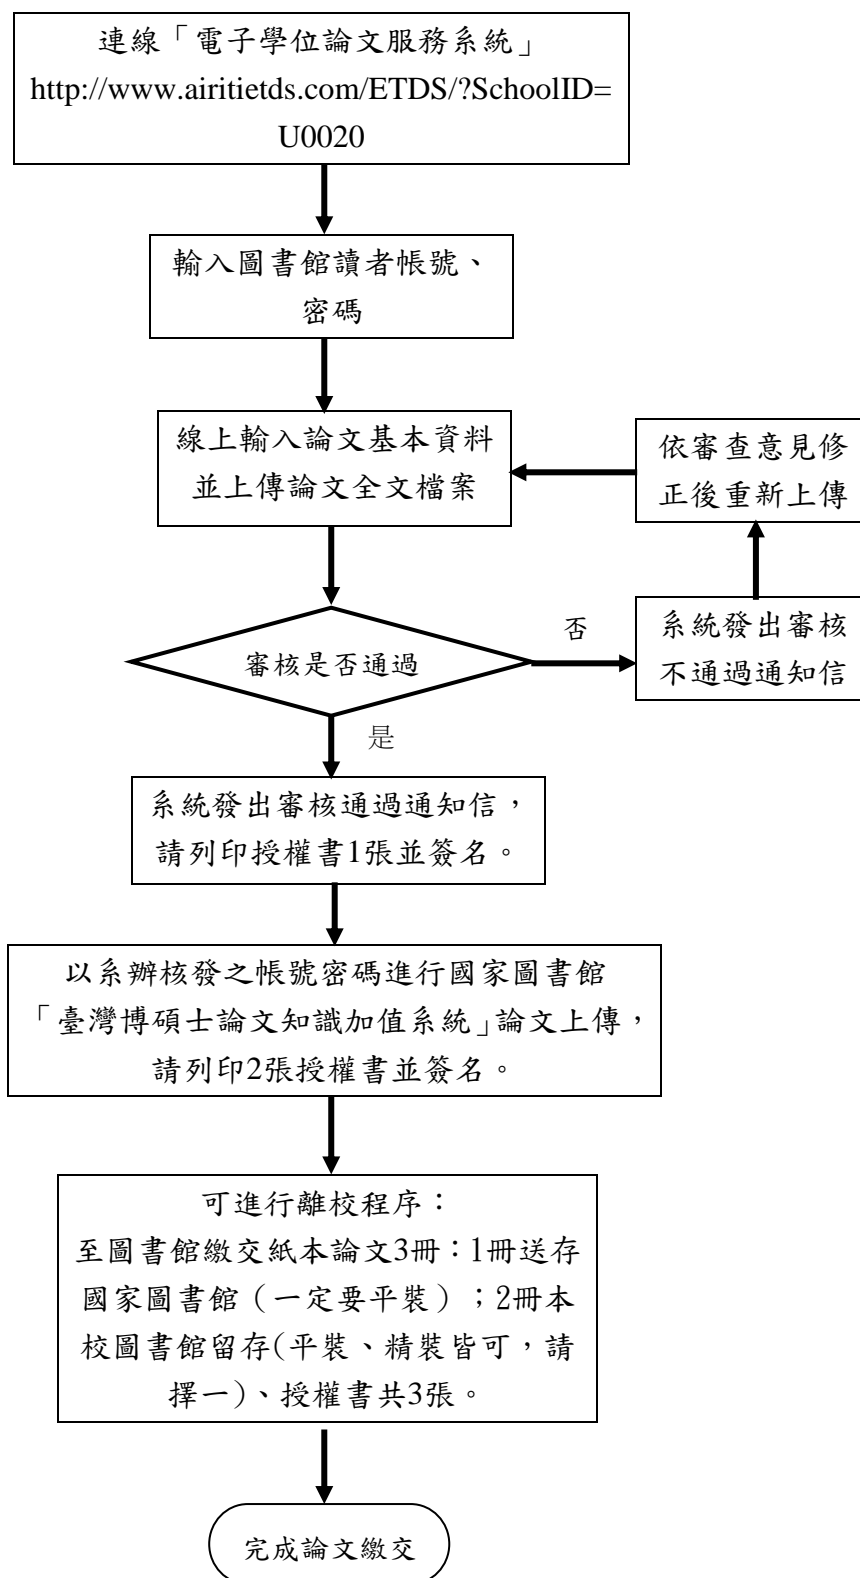 連線「電子學位論文服務系統」
http://www.airitietds.com/ETDS/?SchoolID=
U0020
輸入圖書館讀者帳號、
密碼
線上輸入論文基本資料
並上傳論文全文檔案
依審查意見修
正後重新上傳
審核是否通過
否
系統發出審核
不通過通知信
是
系統發出審核通過通知信，
請列印授權書1張並簽名。
以系辦核發之帳號密碼進行國家圖書館
「臺灣博碩士論文知識加值系統」論文上傳，
請列印2張授權書並簽名。
可進行離校程序：
至圖書館繳交紙本論文3冊：1冊送存
國家圖書館（一定要平裝）；2冊本
校圖書館留存(平裝、精裝皆可，請
擇一)、授權書共3張。
完成論文繳交